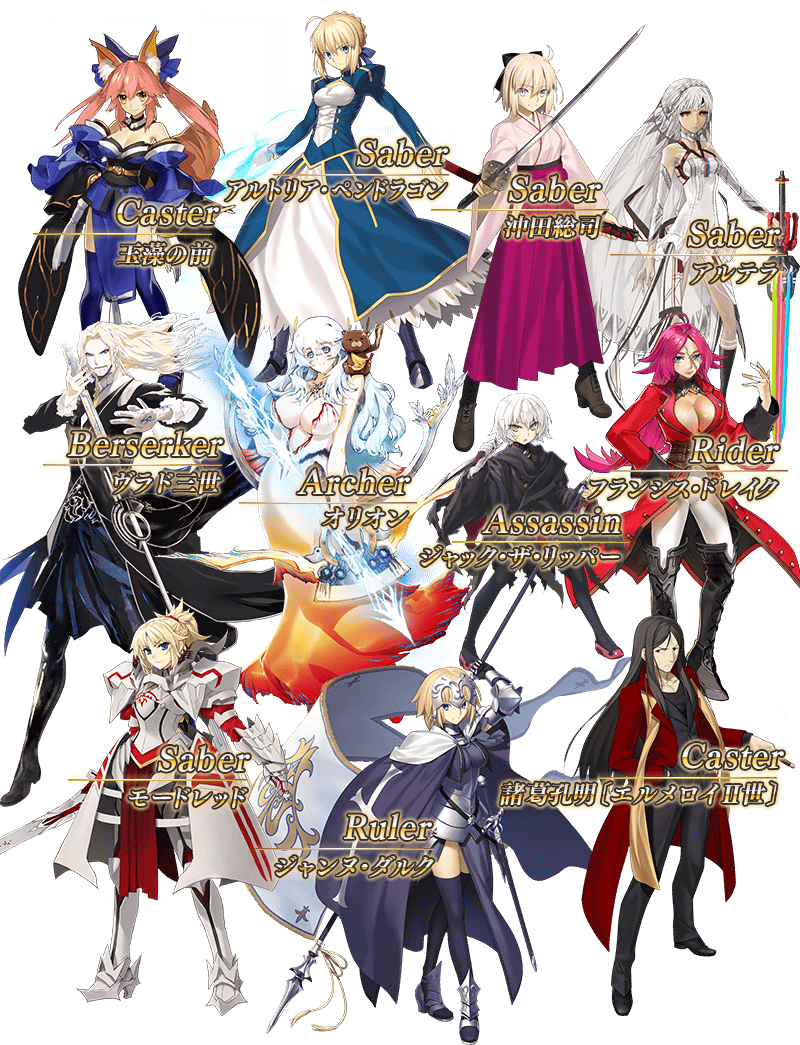 Caster
玉藻の前
Saber
アルトリア・ペンドラゴン
Saber
沖田総司
Saber
アルテラ
Berserker
ヴラド三世
Archer
オリオン
Assassin
ジャック・ザ・リッパー
Rider
フランシス・ドレイク
Saber
モードレッド
Ruler
ジャンヌ・ダルク
Caster
諸葛孔明〔エルメロイⅡ世〕